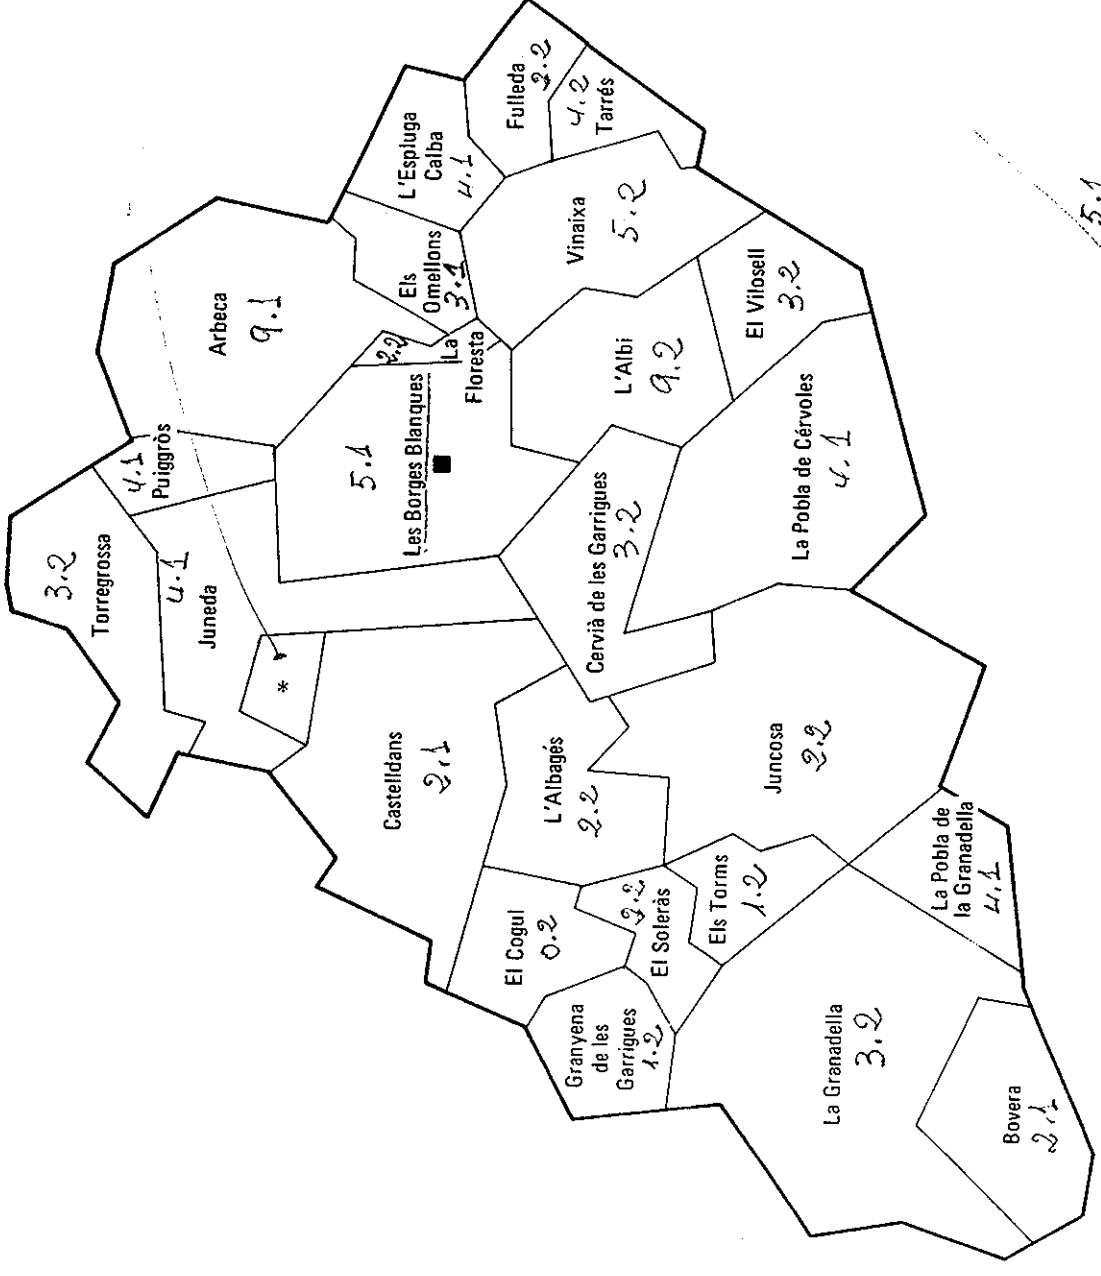 3.2
Torregrossa
4.1
Puiggròs
4.1
Juneda
*
Arbeca
9.1
L'Espluga
Calba
4.1
Fulleda
2.2
4.2
Tarrés
Els
Omellons
3.1
2.2
La
Floresta
5.1
Les Borges Blanques
Castelldans
2.1
Vinaixa
5.2
El Cogul
0.2
L'Albagés
2.2
Cervià de les Garrigues
3.2
L'Albi
9.2
Granyena
de les
Garrigues
1.2
2.2
El Soleràs
Els Torms
1.2
El Vilosell
3.2
Juncosa
2.2
La Pobla de Cérvoles
4.1
La Granadella
3.2
La Pobla de
la Granadella
4.1
Bovera
2.1
5.1